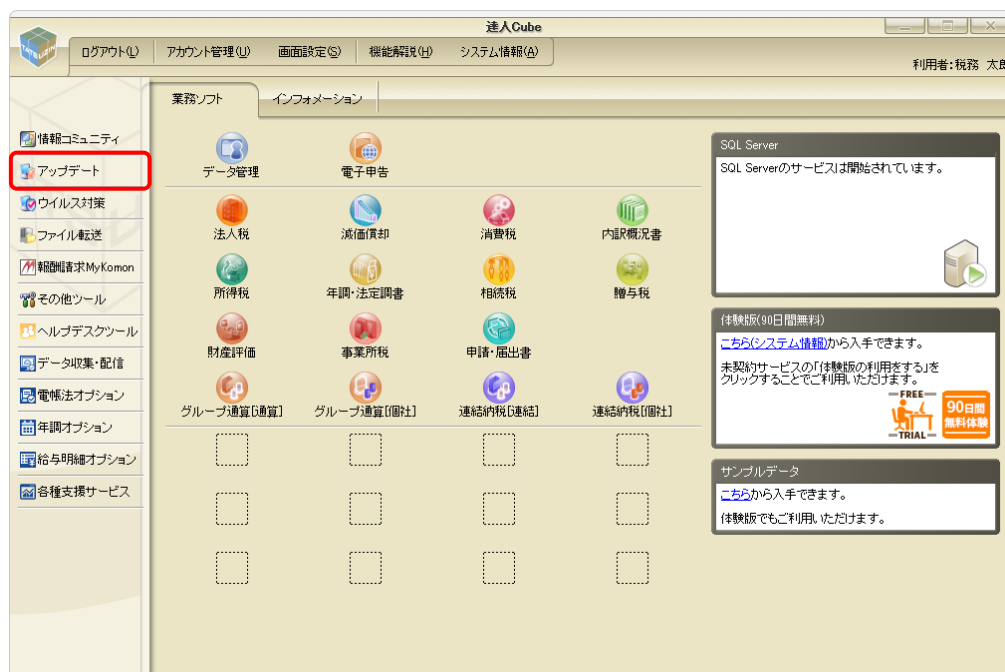 達人Cube
TATSUZIN
ログアウト(L)
アカウント管理(U)
画面設定(S)
機能解説(H)
システム情報(A)
利用者:税務 太郎
業務ソフト
インフォメーション
情報コミュニティ
アップデート
ウイルス対策
ファイル転送
報酬請求MyKomon
その他ツール
ヘルプデスクツール
データ収集・配信
電帳法オプション
年調オプション
給与明細オプション
各種支援サービス
データ管理
電子申告
法人税
減価償却
消費税
内訳概況書
所得税
年調・法定調書
相続税
贈与税
財産評価
事業所税
申請・届出書
グループ通算[通算]
グループ通算[個社]
連結納税[連結]
連結納税[個社]
SQL Server
SQL Serverのサービスは開始されています。
体験版(90日間無料)
こちら(システム情報)から入手できます。
未契約サービスの「体験版の利用をする」を
クリックすることでご利用いただけます。
FREE
TRIAL
90日間
無料体験
サンプルデータ
こちらから入手できます。
体験版でもご利用いただけます。